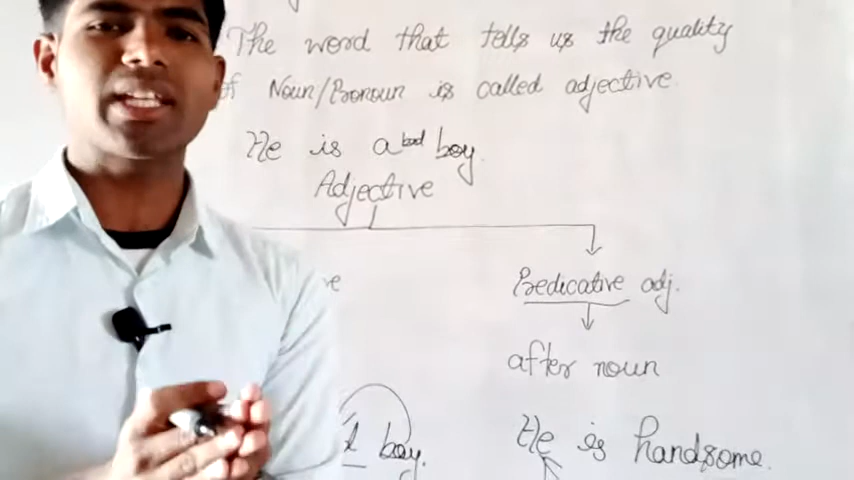 The word that tells us the quality
of Noun/Pronoun is called adjective.
He is a bad boy.
Adjective
Predicative adj.
after noun
boy.
He is handsome.